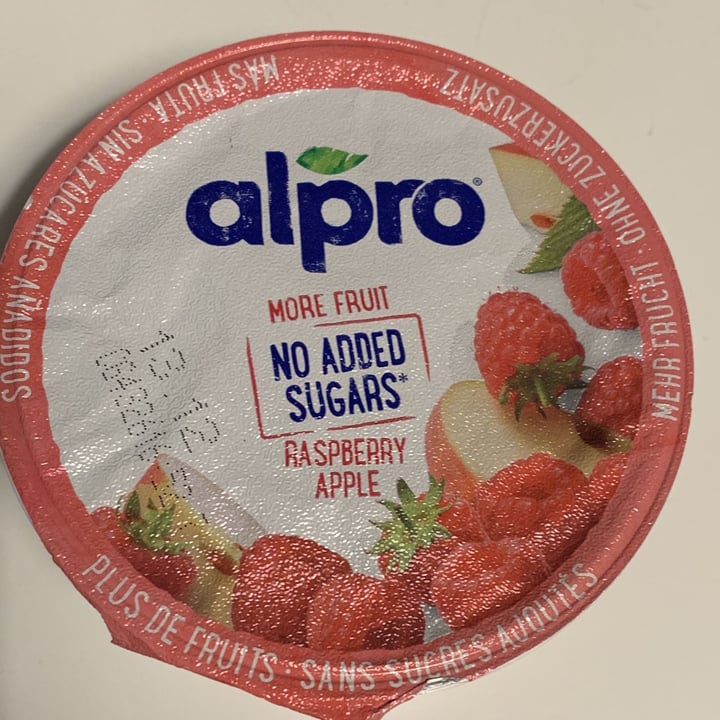 alpro®
MORE FRUIT
NO ADDED
SUGARS*
RASPBERRY
APPLE
MÁS FRUTA · SIN AZÚCARES AÑADIDOS
MEHR FRUCHT · OHNE ZUCKERZUSATZ
PLUS DE FRUITS · SANS SUCRES AJOUTÉS